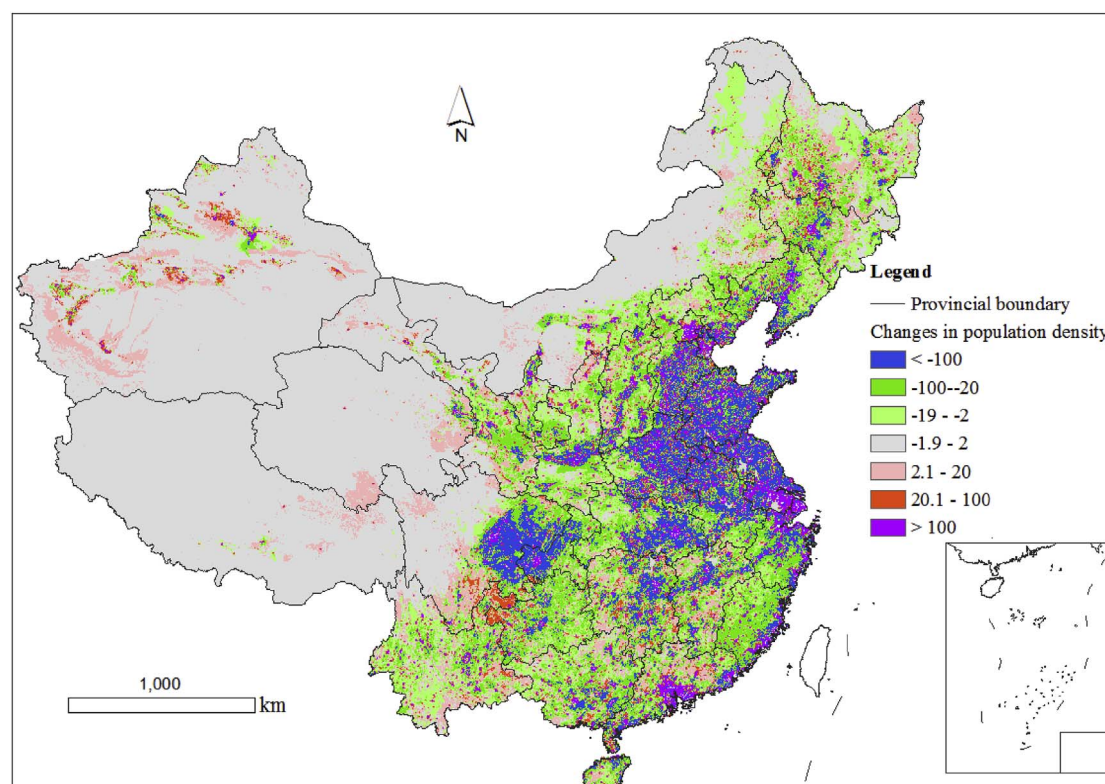 N
Legend
Provincial boundary
Changes in population density
< -100
-100--20
-19 - -2
-1.9 - 2
2.1 - 20
20.1 - 100
> 100
1,000
km